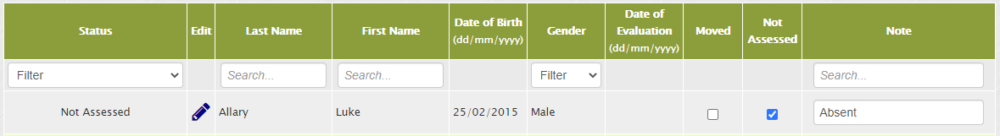 Status Edit Last Name First Name Date of Birth (dd/mm/yyyy) Gender Date of Evaluation (dd/mm/yyyy) Moved Not Assessed Note
Filter Search... Search... Filter Search...
Not Assessed Allary Luke 25/02/2015 Male Absent